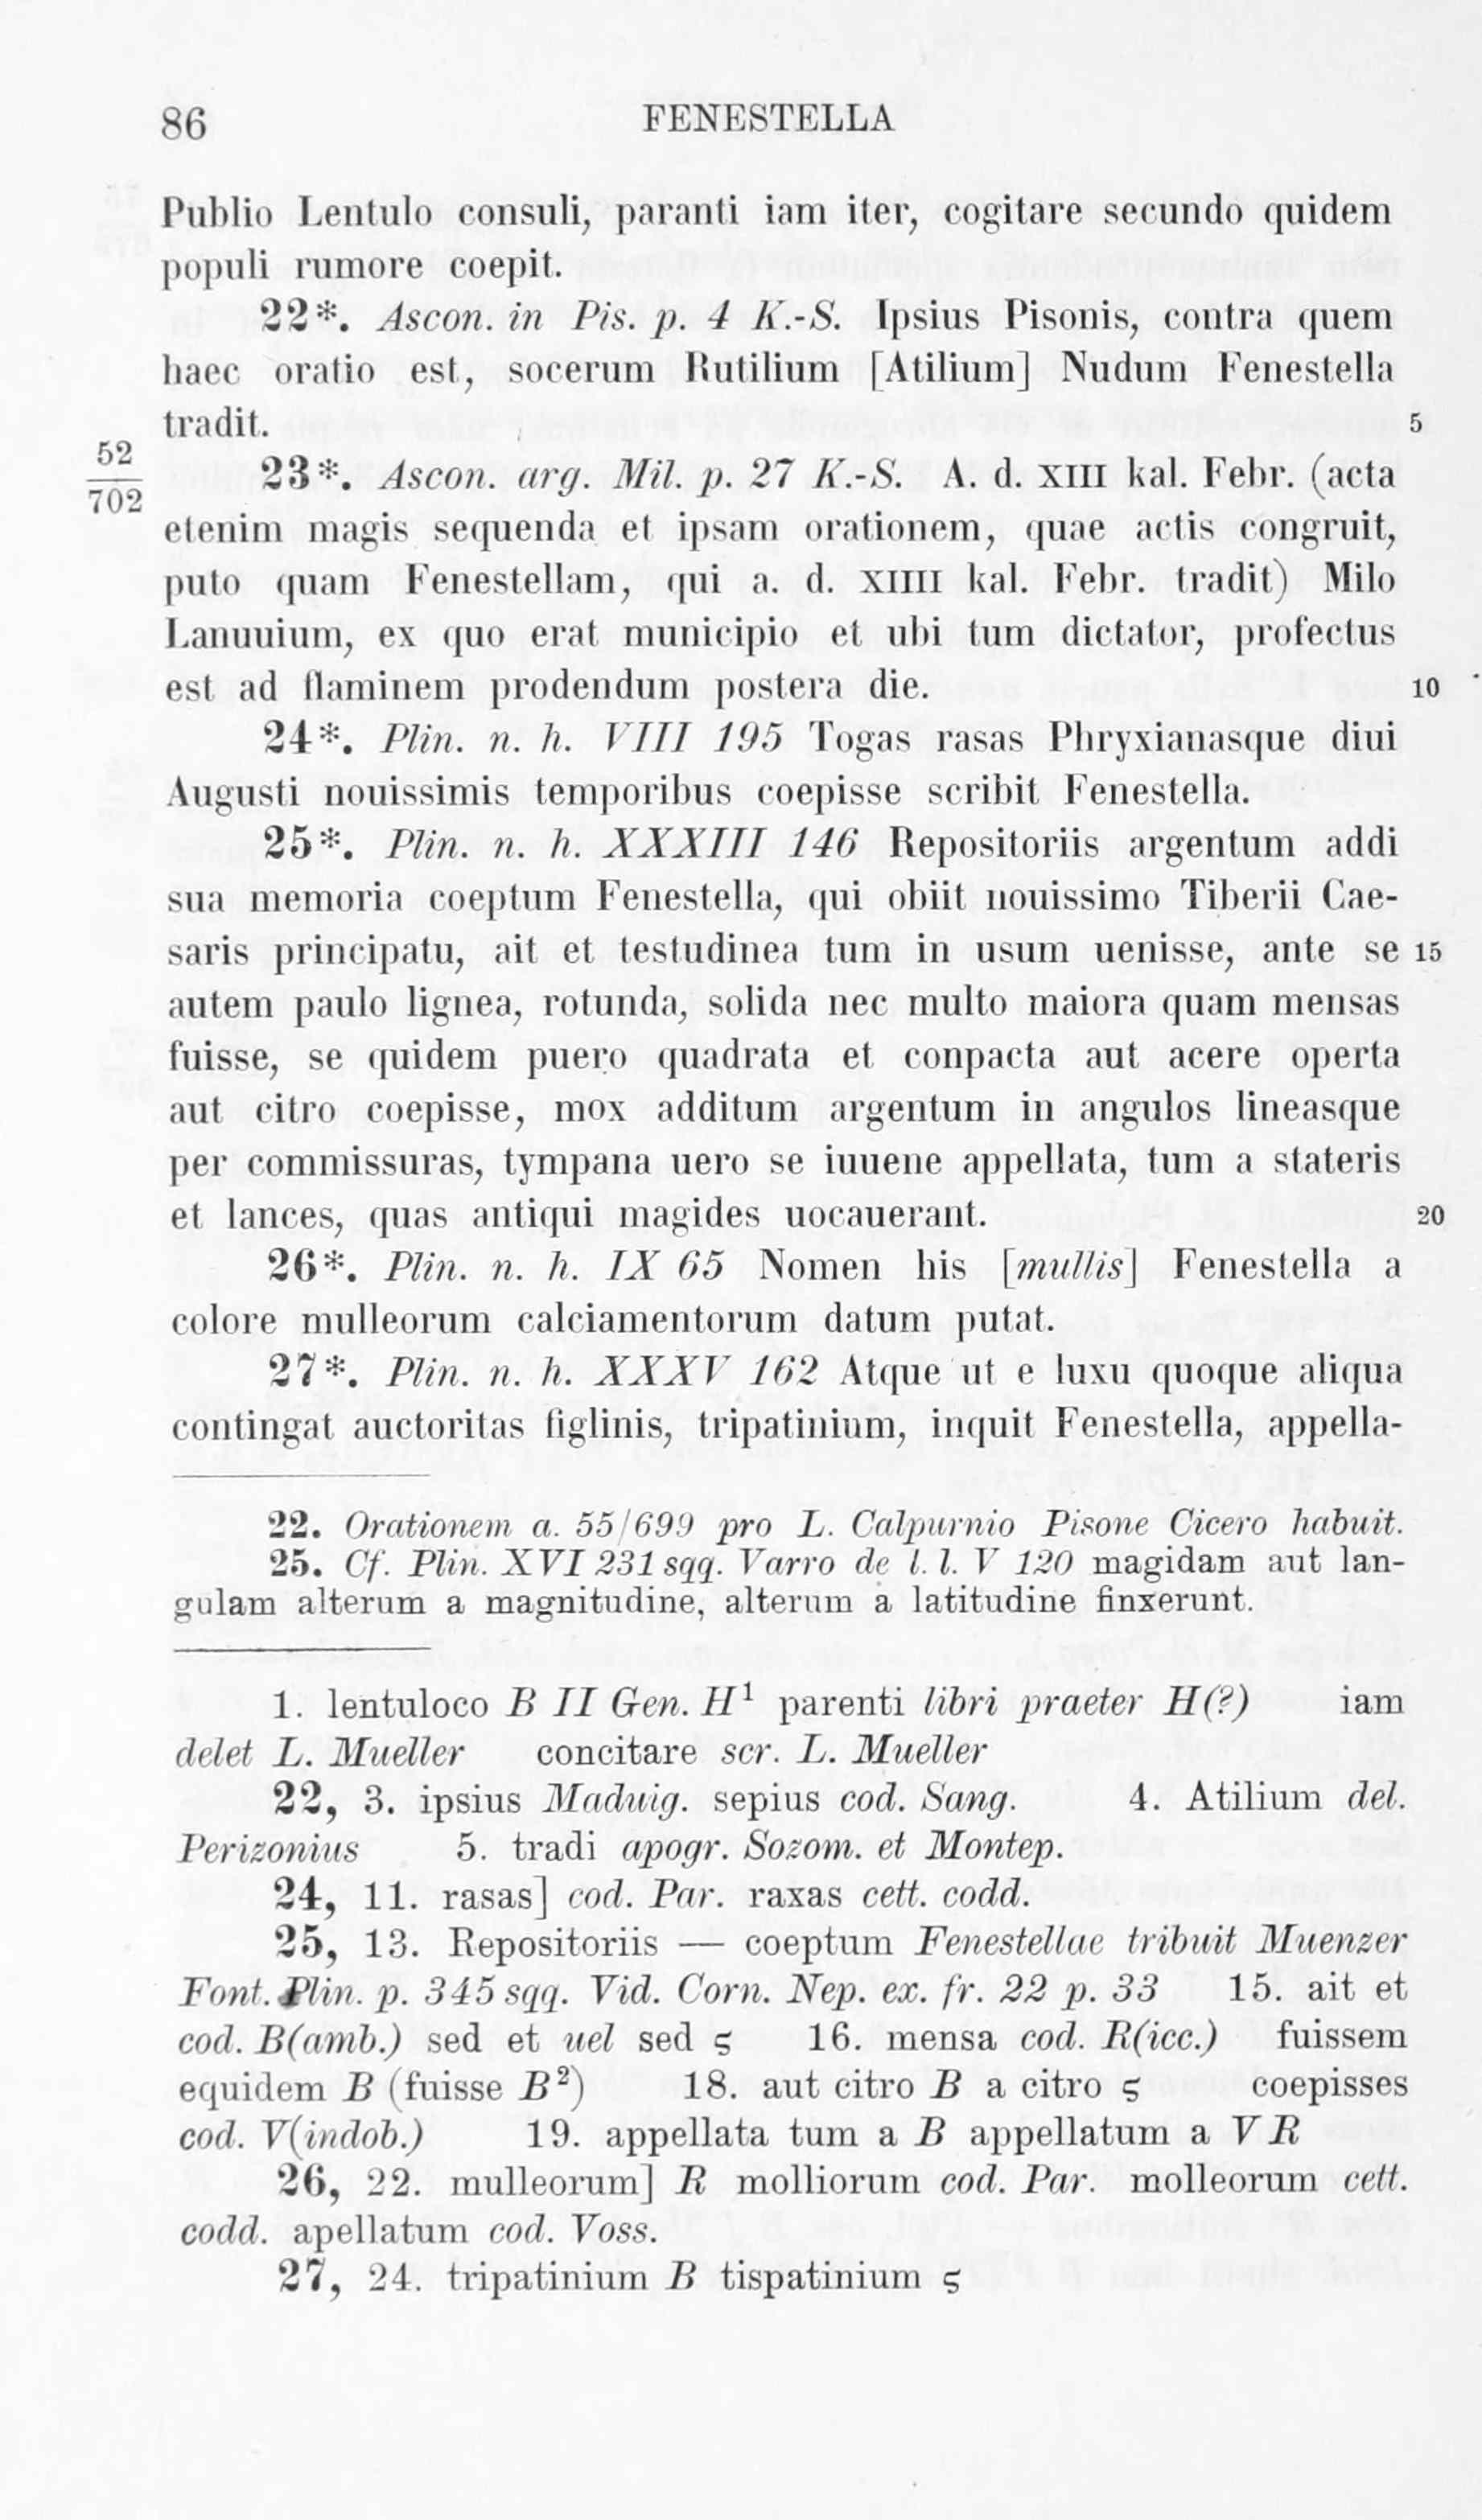 86 FENESTELLA
Publio Lentulo consuli, paranti iam iter, cogitare secundo quidem
populi rumore coepit.
22*. Ascon. in Pis. p. 4 K.-S. Ipsius Pisonis, contra quem
haec oratio est, socerum Rutilium [Atilium] Nudum Fenestella
tradit. 5
52
702
23*. Ascon. arg. Mil. p. 27 K.-S. A. d. XIII kal. Febr. (acta
etenim magis sequenda et ipsam orationem, quae actis congruit,
puto quam Fenestellam, qui a. d. XIIII kal. Febr. tradit) Milo
Lanuuium, ex quo erat municipio et ubi tum dictator, profectus
est ad flaminem prodendum postera die. 10
24*. Plin. n. h. VIII 195 Togas rasas Phryxianasque diui
Augusti nouissimis temporibus coepisse scribit Fenestella.
25*. Plin. n. h. XXXIII 146 Repositoriis argentum addi
sua memoria coeptum Fenestella, qui obiit nouissimo Tiberii Cae-
saris principatu, ait et testudinea tum in usum uenisse, ante se 15
autem paulo lignea, rotunda, solida nec multo maiora quam mensas
fuisse, se quidem puero quadrata et conpacta aut acere operta
aut citro coepisse, mox additum argentum in angulos lineasque
per commissuras, tympana uero se iuuene appellata, tum a stateris
et lances, quas antiqui magides uocauerant. 20
26*. Plin. n. h. IX 65 Nomen his [mullis] Fenestella a
colore mulleorum calciamentorum datum putat.
27*. Plin. n. h. XXXV 162 Atque ut e luxu quoque aliqua
contingat auctoritas figlinis, tripatinium, inquit Fenestella, appella-
22. Orationem a. 55/699 pro L. Calpurnio Pisone Cicero habuit.
25. Cf. Plin. XVI 231 sqq. Varro de l. l. V 120 magidam aut lan-
gulam alterum a magnitudine, alterum a latitudine finxerunt.
1. lentuloco B II Gen. H¹ parenti libri praeter H(?) iam
delet L. Mueller concitare scr. L. Mueller
22, 3. ipsius Maduig. sepius cod. Sang. 4. Atilium del.
Perizonius 5. tradi apogr. Sozom. et Montep.
24, 11. rasas] cod. Par. raxas cett. codd.
25, 13. Repositoriis — coeptum Fenestellae tribuit Muenzer
Font. Plin. p. 345 sqq. Vid. Corn. Nep. ex. fr. 22 p. 33 15. ait et
cod. B(amb.) sed et uel sed ς 16. mensa cod. R(icc.) fuissem
equidem B (fuisse B²) 18. aut citro B a citro ς coepisses
cod. V(indob.) 19. appellata tum a B appellatum a V R
26, 22. mulleorum] R molliorum cod. Par. molleorum cett.
codd. apellatum cod. Voss.
27, 24. tripatinium B tispatinium ς